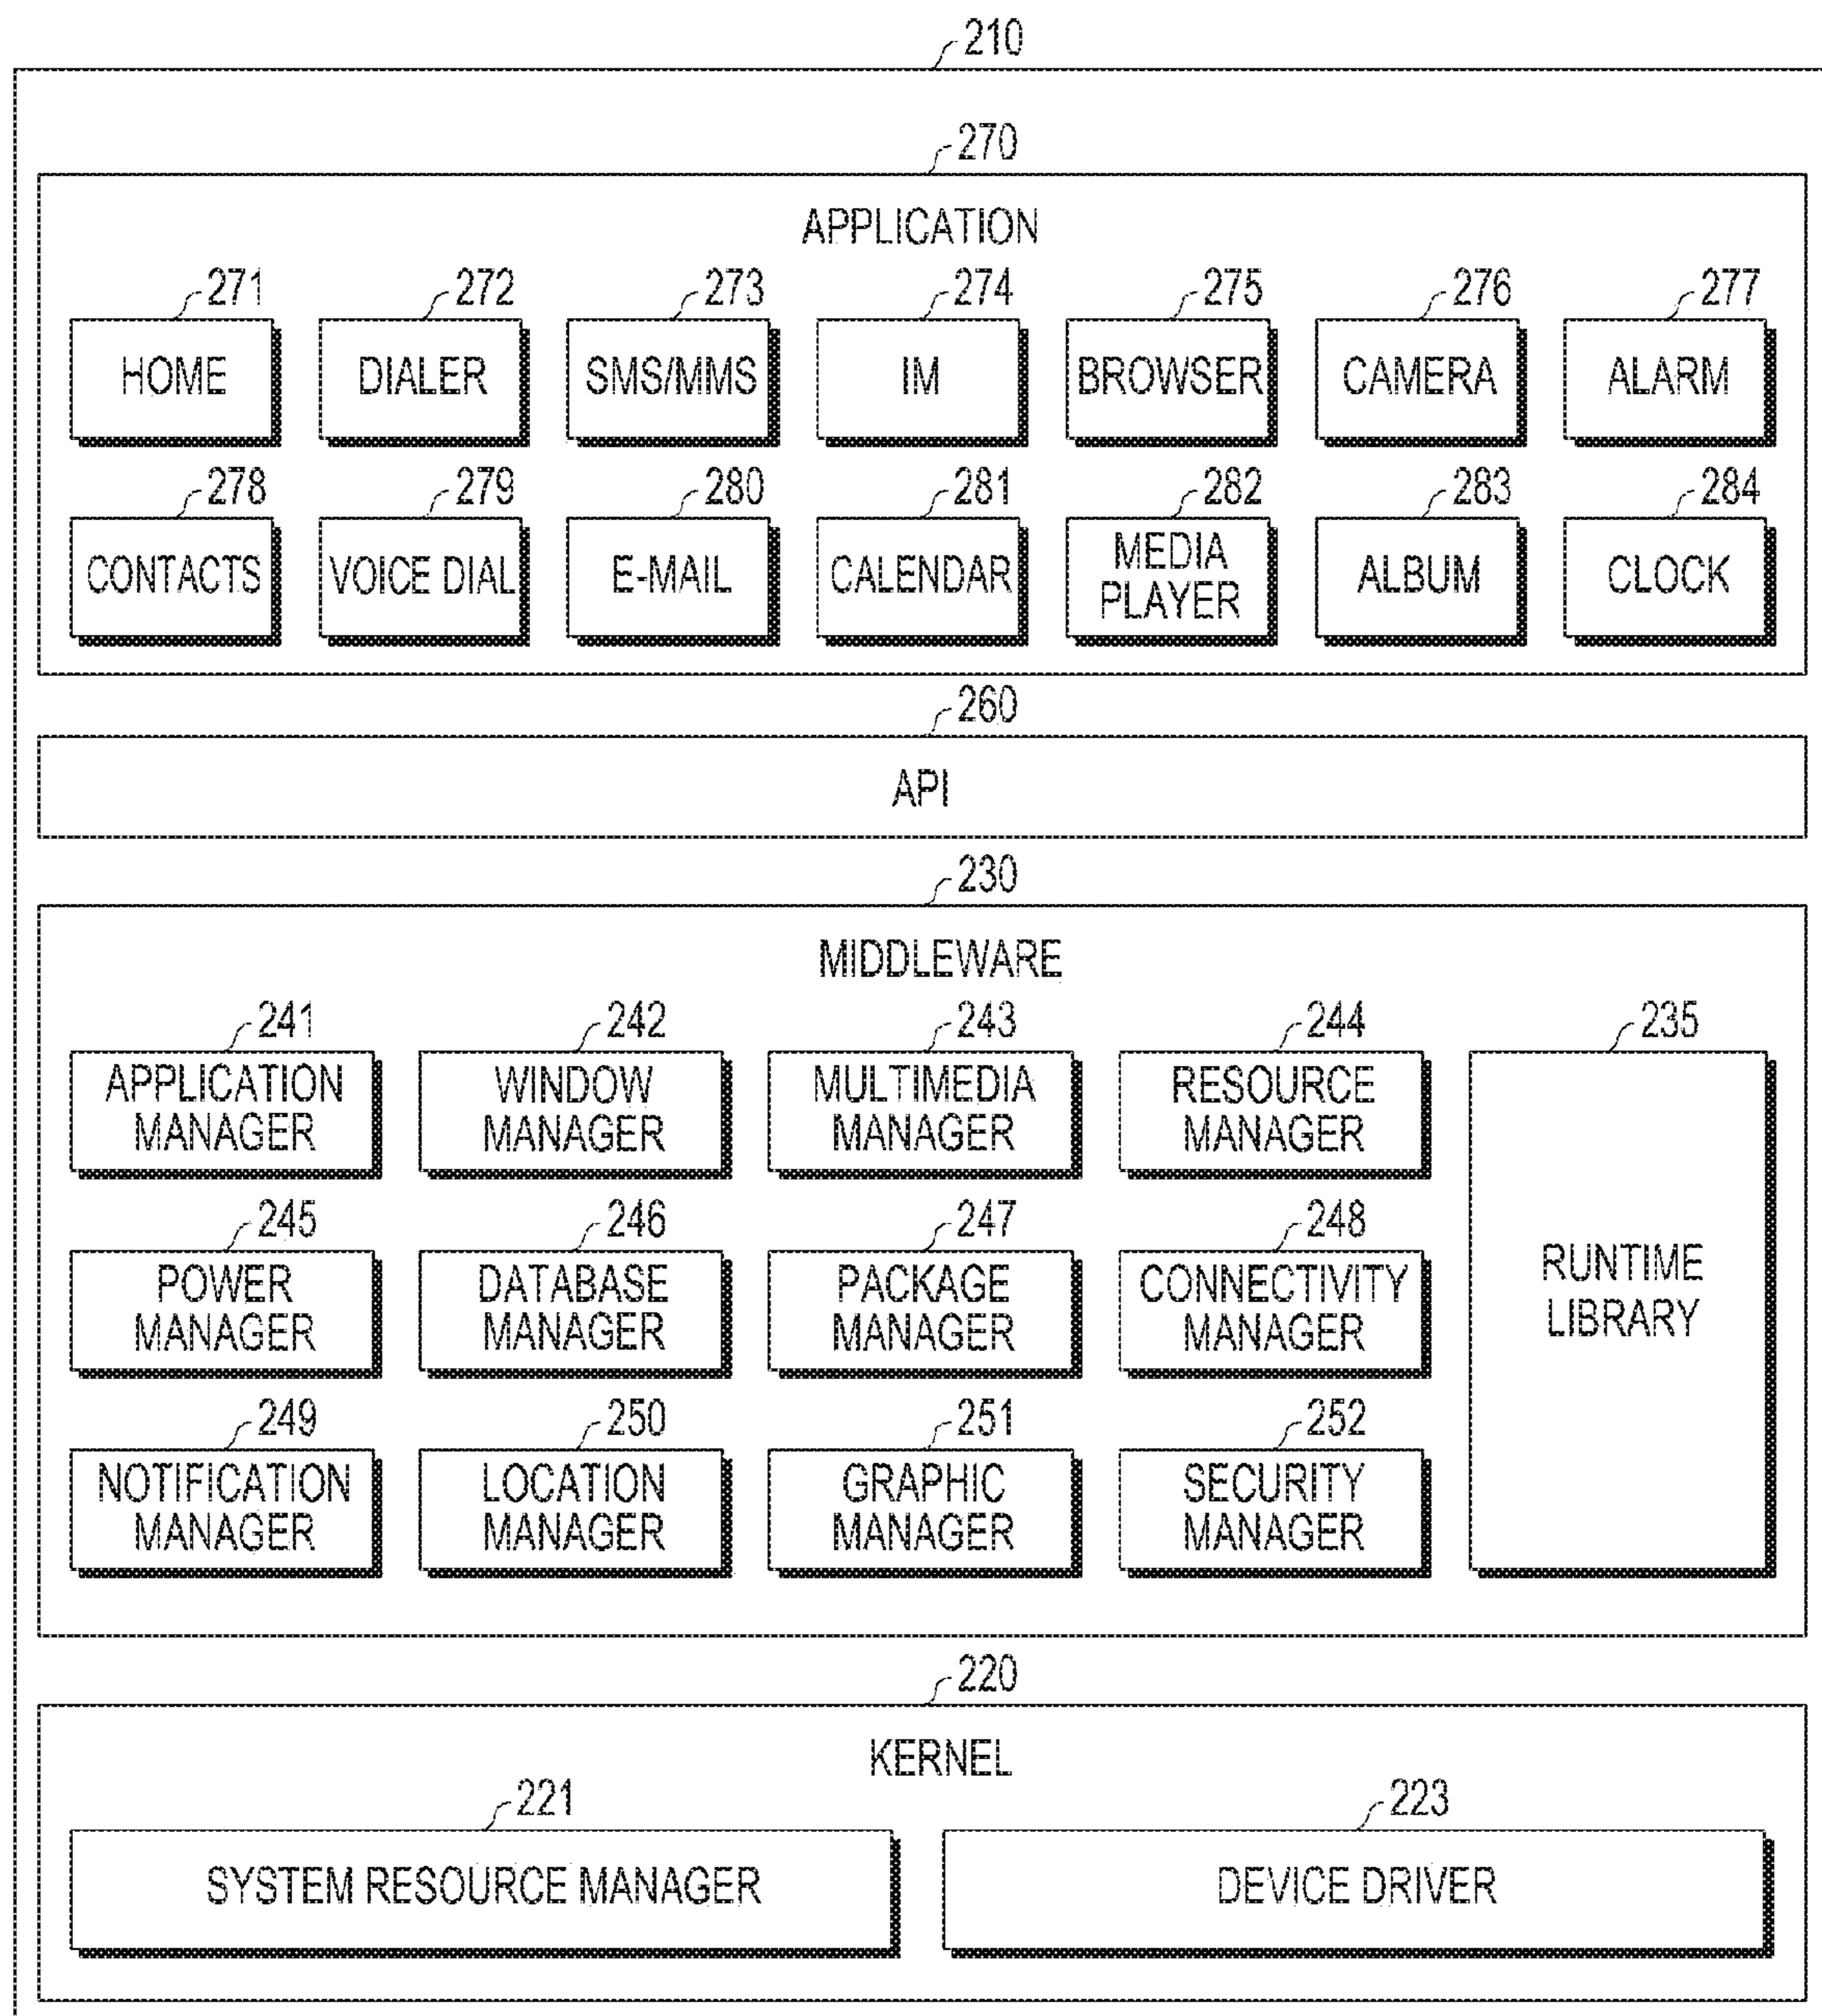 210
270
APPLICATION
271 272 273 274 275 276 277
HOME DIALER SMS/MMS IM BROWSER CAMERA ALARM
278 279 280 281 282 283 284
CONTACTS VOICE DIAL E-MAIL CALENDAR MEDIA PLAYER ALBUM CLOCK
260
API
230
MIDDLEWARE
241 242 243 244 235
APPLICATION MANAGER WINDOW MANAGER MULTIMEDIA MANAGER RESOURCE MANAGER
245 246 247 248
POWER MANAGER DATABASE MANAGER PACKAGE MANAGER CONNECTIVITY MANAGER RUNTIME LIBRARY
249 250 251 252
NOTIFICATION MANAGER LOCATION MANAGER GRAPHIC MANAGER SECURITY MANAGER
220
KERNEL
221 223
SYSTEM RESOURCE MANAGER DEVICE DRIVER